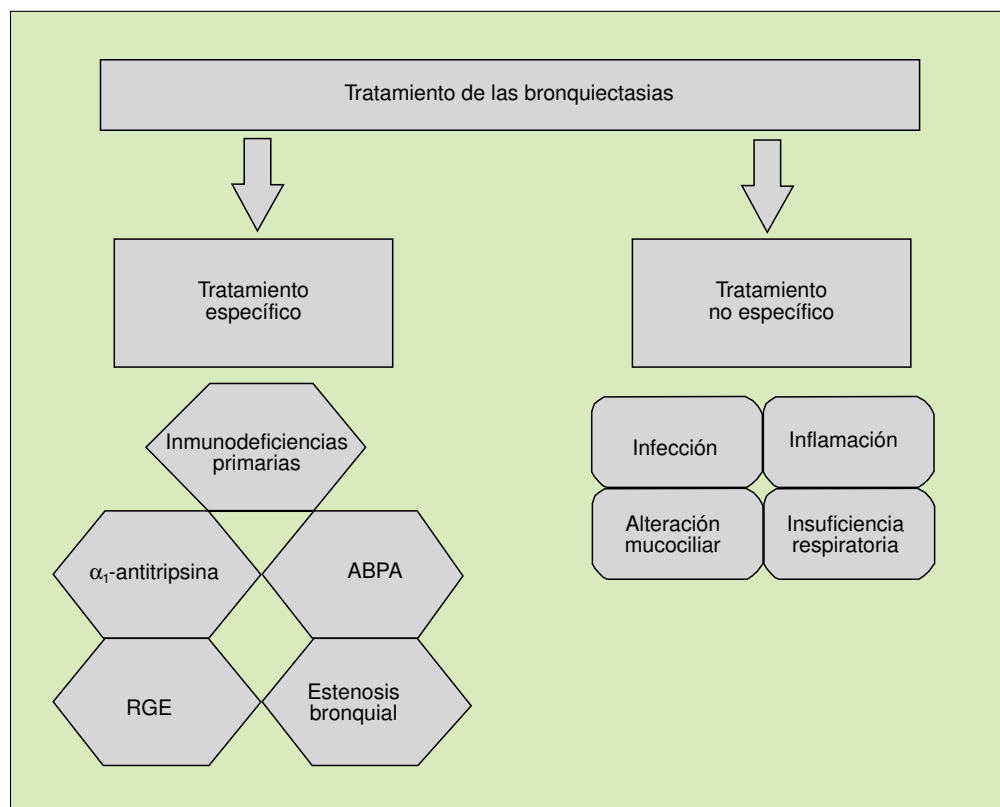 Tratamiento de las bronquiectasias
Tratamiento
específico
Tratamiento
no específico
Inmunodeficiencias
primarias
α₁-antitripsina
ABPA
RGE
Estenosis
bronquial
Infección
Inflamación
Alteración
mucociliar
Insuficiencia
respiratoria